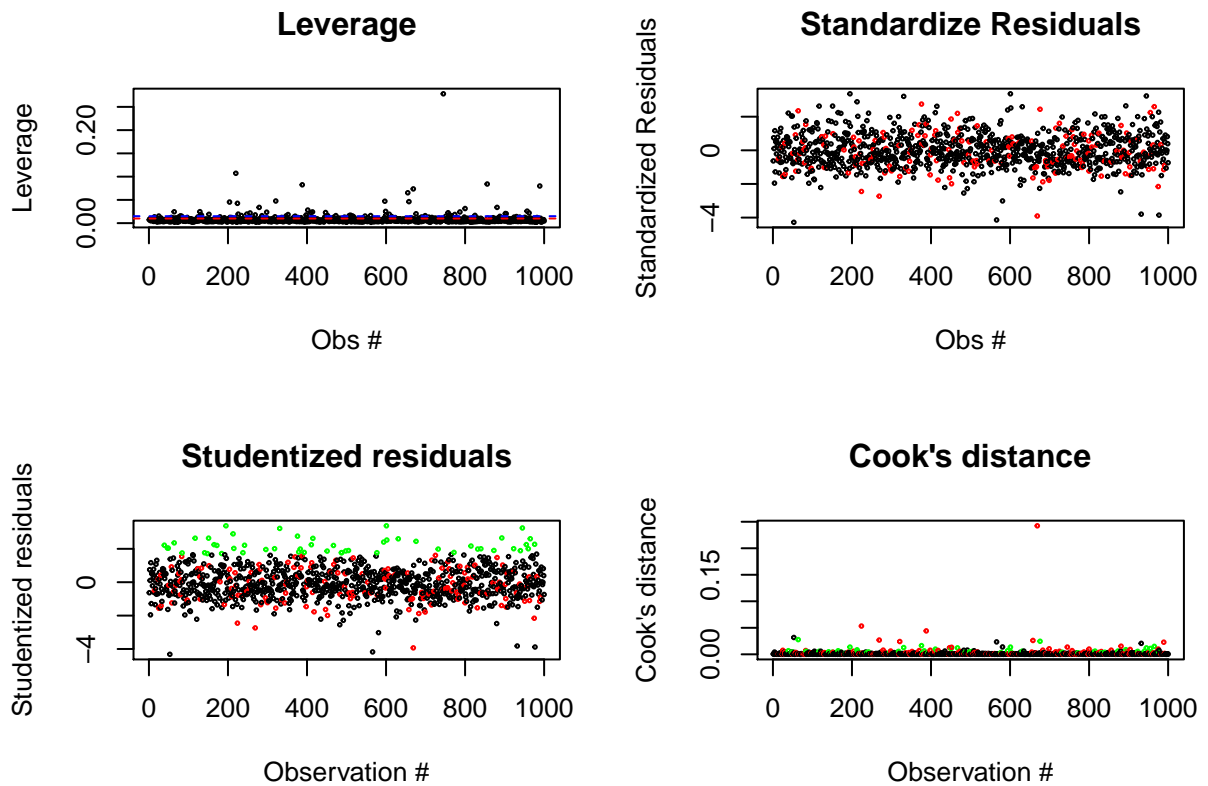 Leverage
Leverage
0.00 0.20
0 200 400 600 800 1000
Obs #
Standardize Residuals
Standardized Residuals
−4 0
0 200 400 600 800 1000
Obs #
Studentized residuals
Studentized residuals
−4 0
0 200 400 600 800 1000
Observation #
Cook's distance
Cook's distance
0.00 0.15
0 200 400 600 800 1000
Observation #